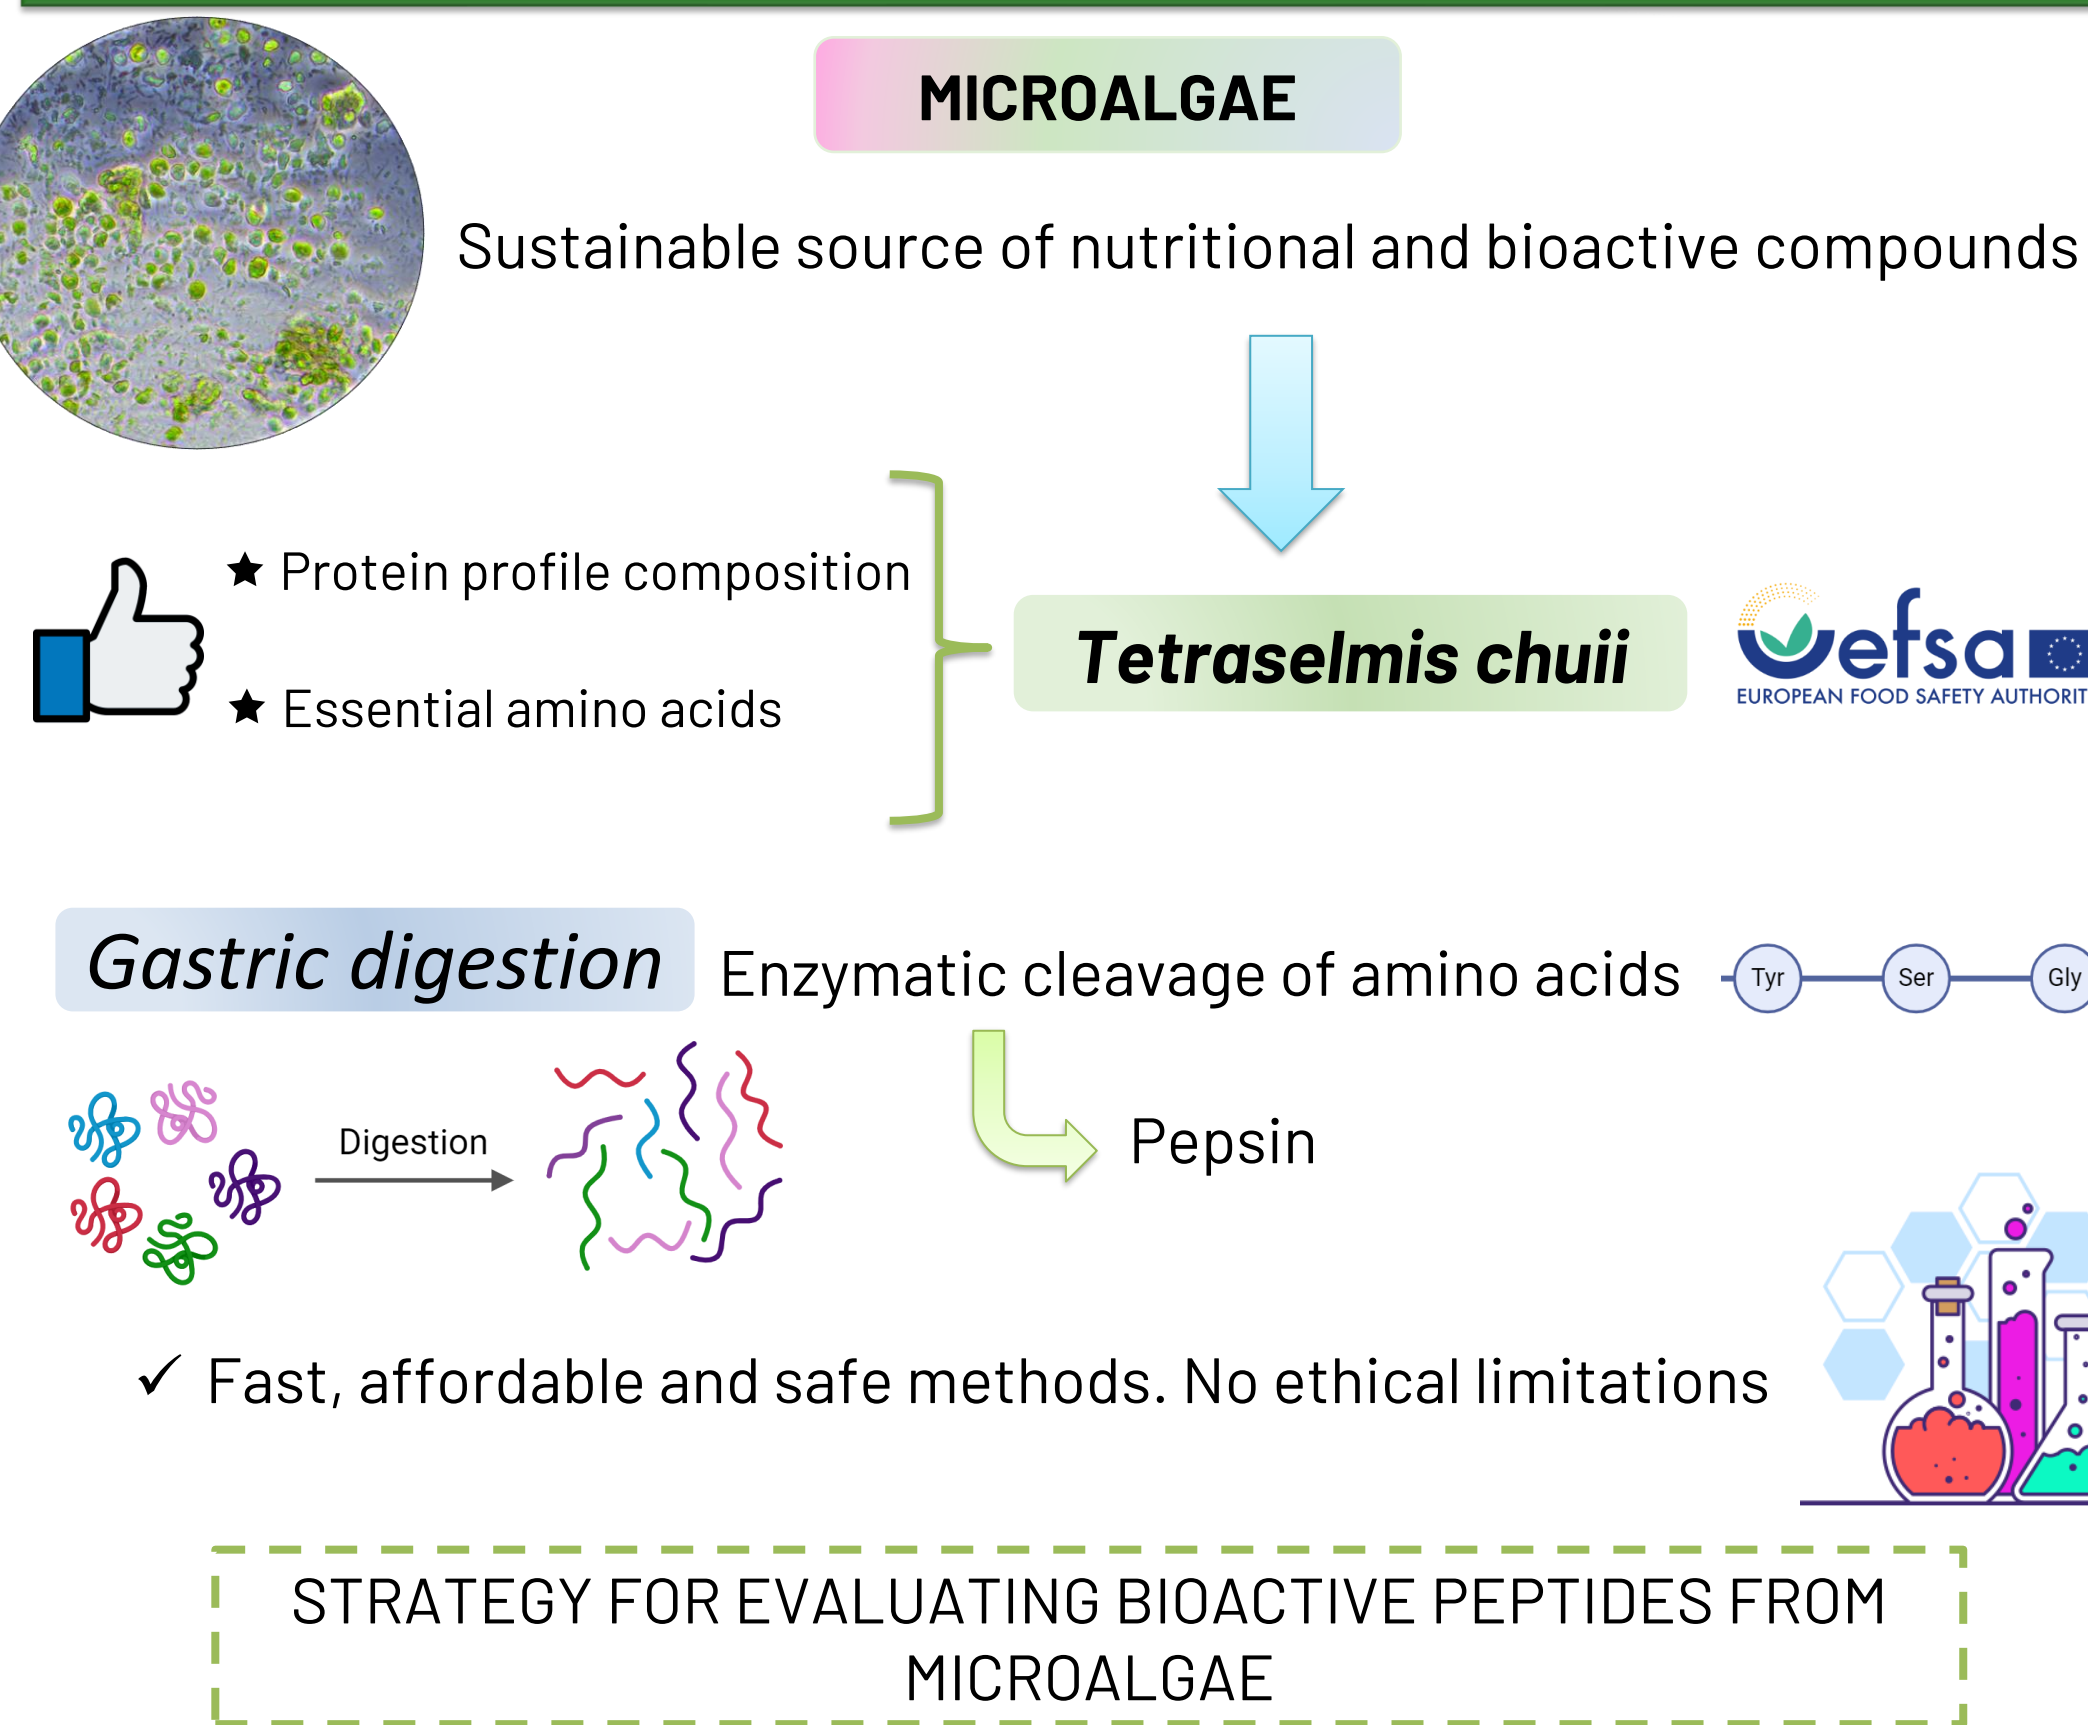 MICROALGAE
Sustainable source of nutritional and bioactive compounds
★ Protein profile composition
★ Essential amino acids
Tetraselmis chuii
efsa
EUROPEAN FOOD SAFETY AUTHORIT
Gastric digestion
Enzymatic cleavage of amino acids
Tyr
Ser
Gly
Digestion
Pepsin
✓ Fast, affordable and safe methods. No ethical limitations
STRATEGY FOR EVALUATING BIOACTIVE PEPTIDES FROM
MICROALGAE